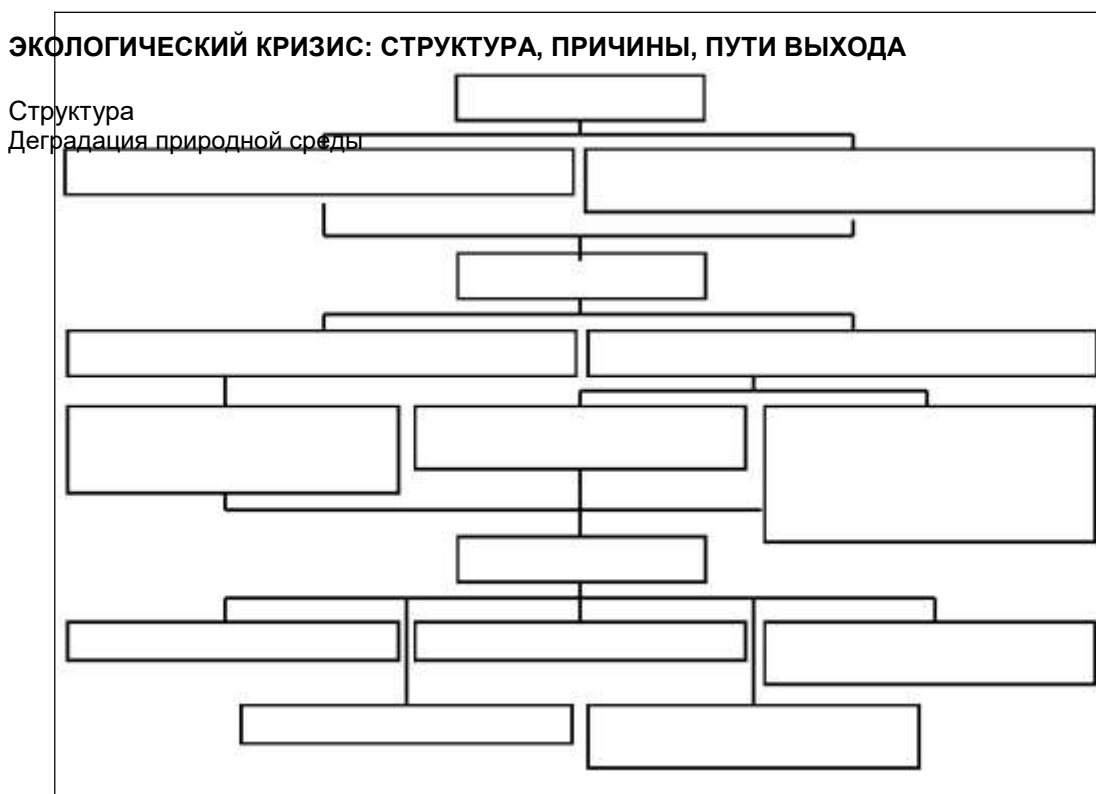 ЭКОЛОГИЧЕСКИЙ КРИЗИС: СТРУКТУРА, ПРИЧИНЫ, ПУТИ ВЫХОДА
Структура
Деградация природной среды